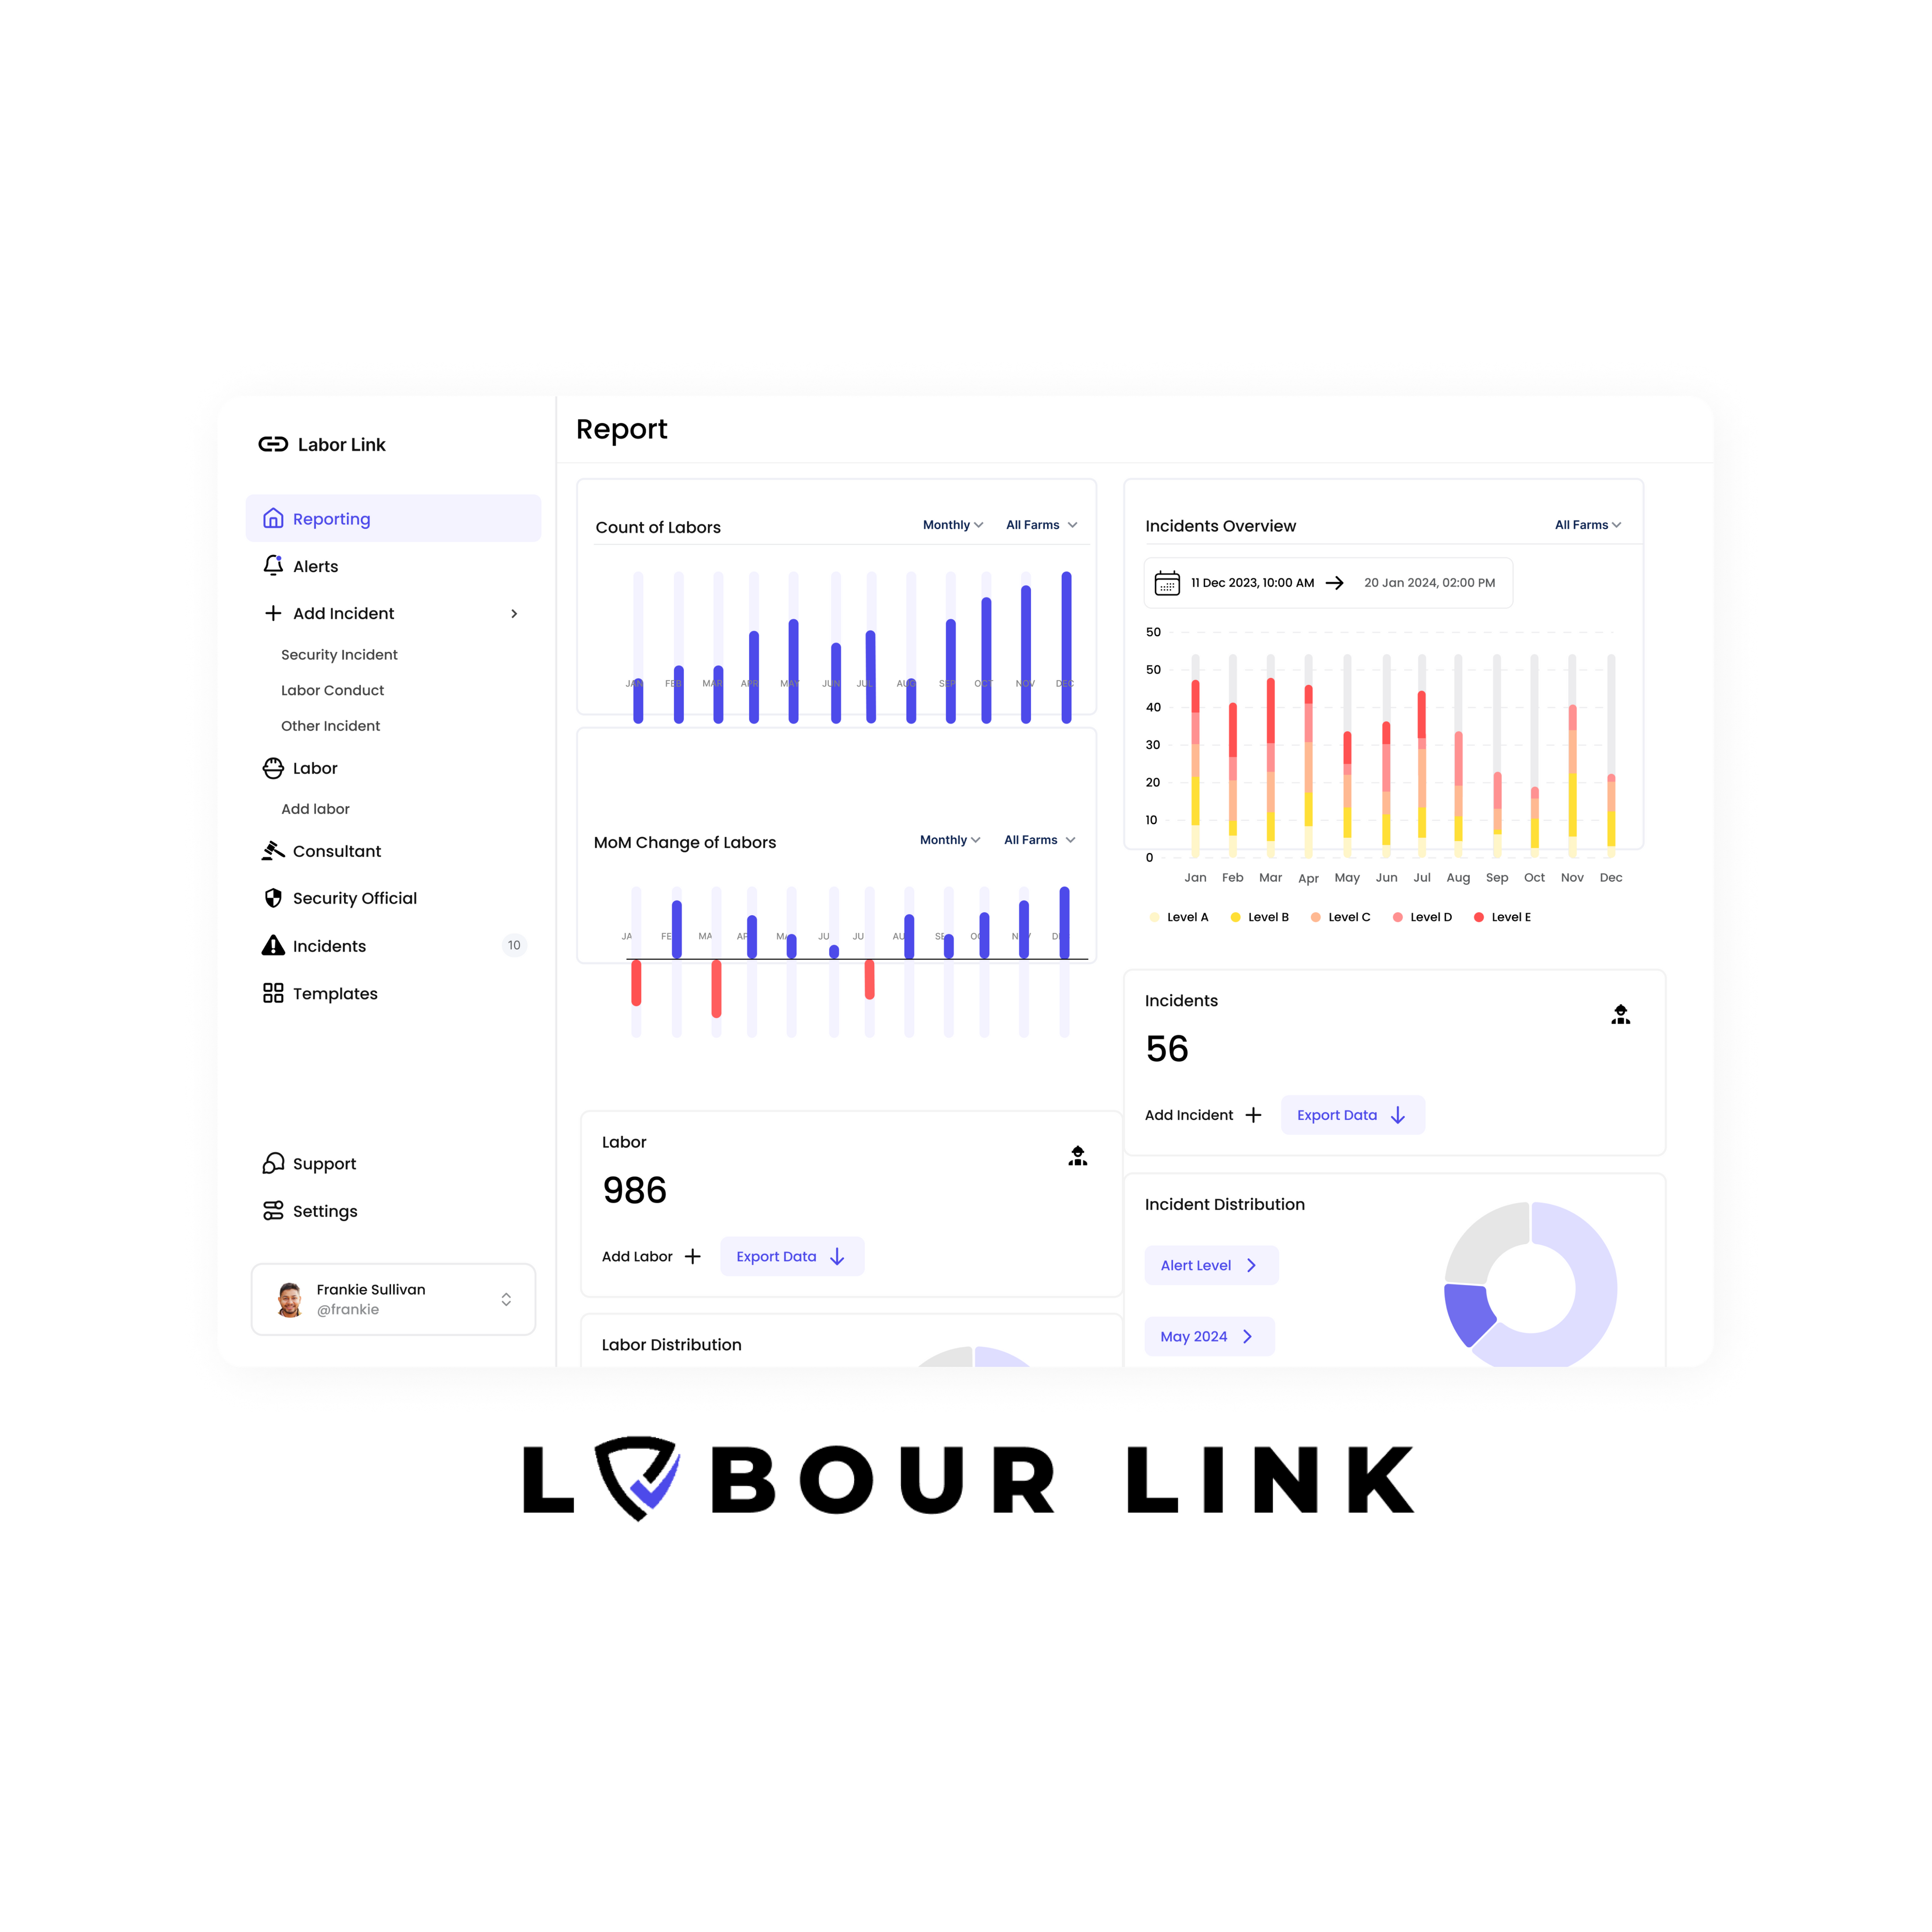 Labor Link
Reporting
Alerts
Add Incident
Security Incident
Labor Conduct
Other Incident
Labor
Add labor
Consultant
Security Official
Incidents 10
Templates
Support
Settings
Frankie Sullivan
@frankie
Report
Count of Labors Monthly All Farms
JAN FEB MAR APR MAY JUN JUL AUG SEP OCT NOV DEC
MoM Change of Labors Monthly All Farms
JA FE MA AP MA JU JU AU SE OC NOV DEC
Labor
986
Add Labor Export Data
Labor Distribution
Incidents Overview All Farms
11 Dec 2023, 10:00 AM 20 Jan 2024, 02:00 PM
50
50
40
30
20
10
0
Jan Feb Mar Apr May Jun Jul Aug Sep Oct Nov Dec
Level A Level B Level C Level D Level E
Incidents
56
Add Incident Export Data
Incident Distribution
Alert Level
May 2024
LABOUR LINK